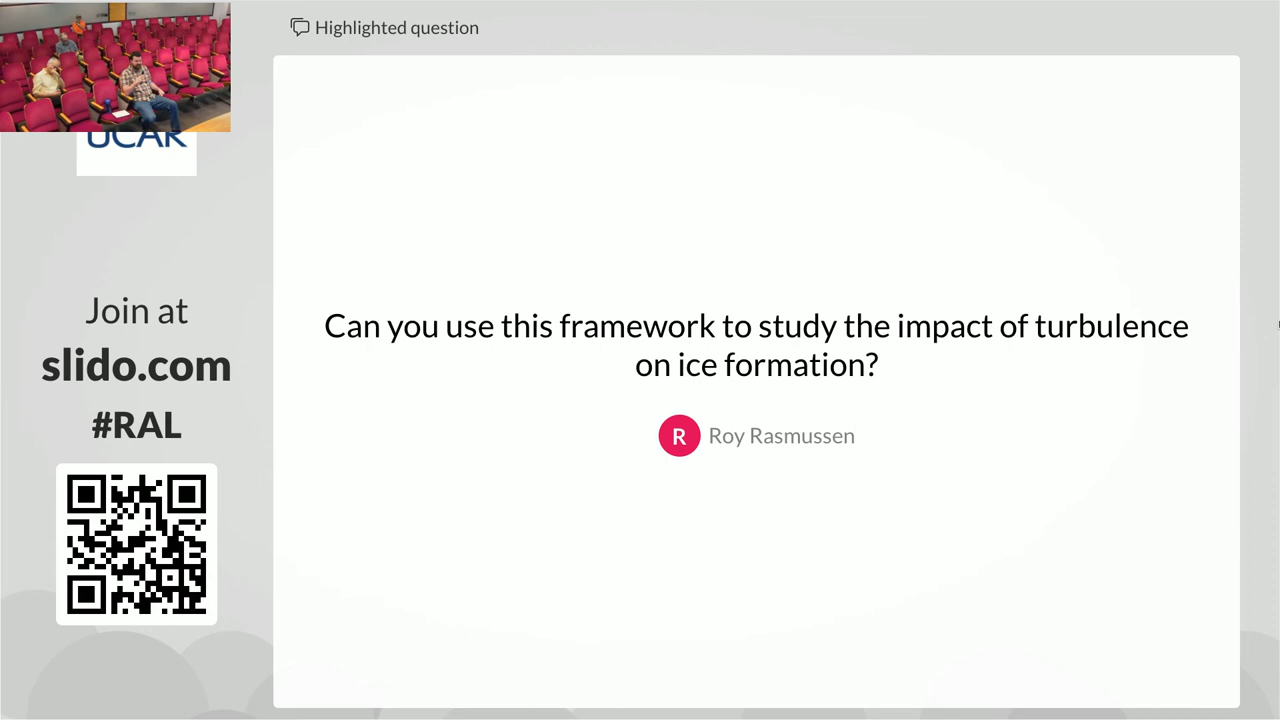 Highlighted question
UCAR
Join at
slido.com
#RAL
Can you use this framework to study the impact of turbulence
on ice formation?
R Roy Rasmussen